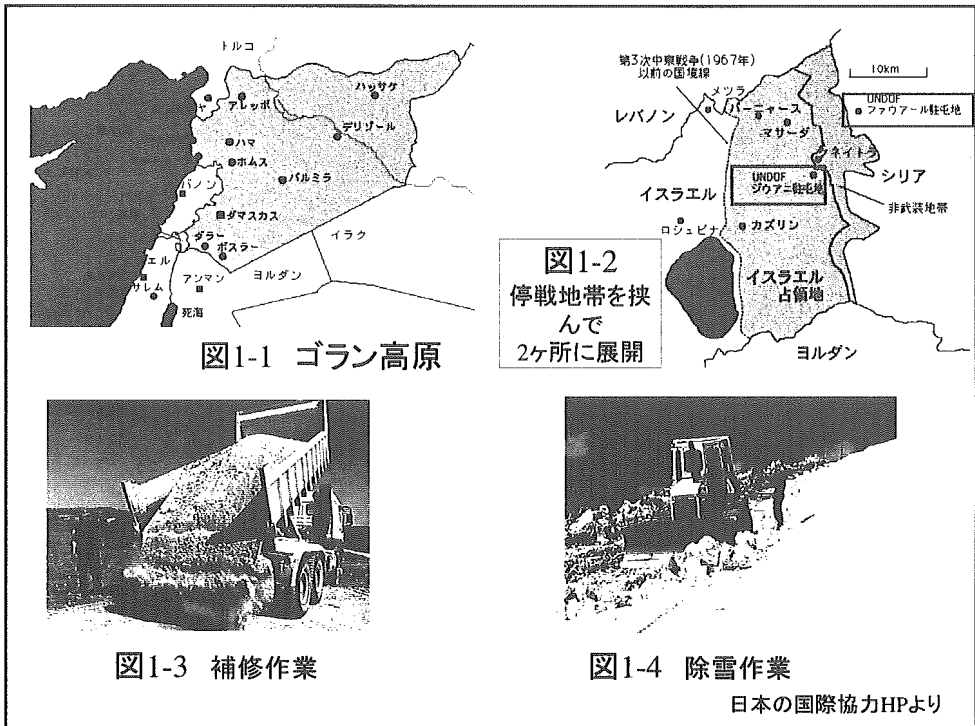 トルコ
ハッサケ
アレッポ
デリゾール
ハマ
ホムス
パルミラ
バノン
ダマスカス
ダラー
ボスラー
イラク
エル
アンマン
ヨルダン
サレム
死海
図1-1 ゴラン高原
第3次中東戦争(1967年)
以前の国境線
10km
メツラ
バーニャース
UNDOF
ファウアール駐屯地
レバノン
マサーダ
クネイトラ
シリア
UNDOF
ジウアニ駐屯地
イスラエル
非武装地帯
ロシュピナ
カズリン
図1-2
停戦地帯を挟
んで
2ヶ所に展開
イスラエル
占領地
ヨルダン
図1-3 補修作業
図1-4 除雪作業
日本の国際協力HPより